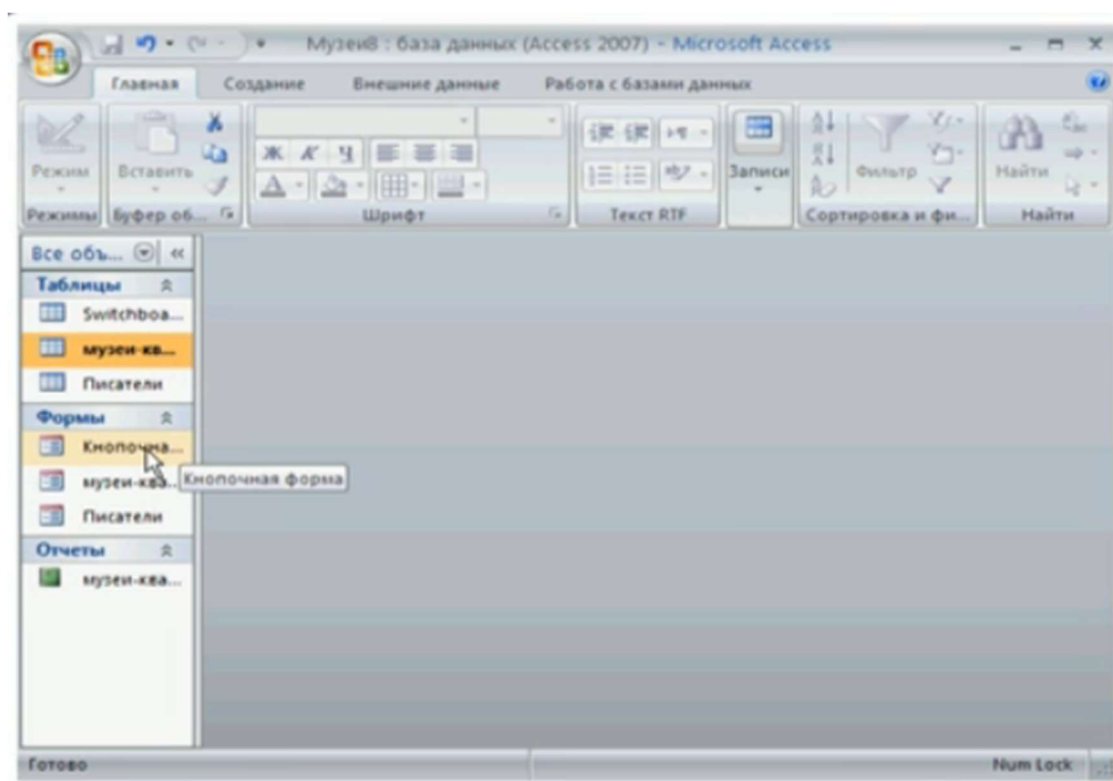 Музеи8 : база данных (Access 2007) - Microsoft Access
Главная Создание Внешние данные Работа с базами данных
Режим Вставить Ж К Ч Записи Фильтр Найти
Режимы Буфер об... Шрифт Текст RTF Сортировка и фи... Найти
Все объ...
Таблицы
Switchboa...
музеи-кв...
Писатели
Формы
Кнопочна...
Кнопочная форма
музеи-ква...
Писатели
Отчеты
музеи-ква...
Готово Num Lock